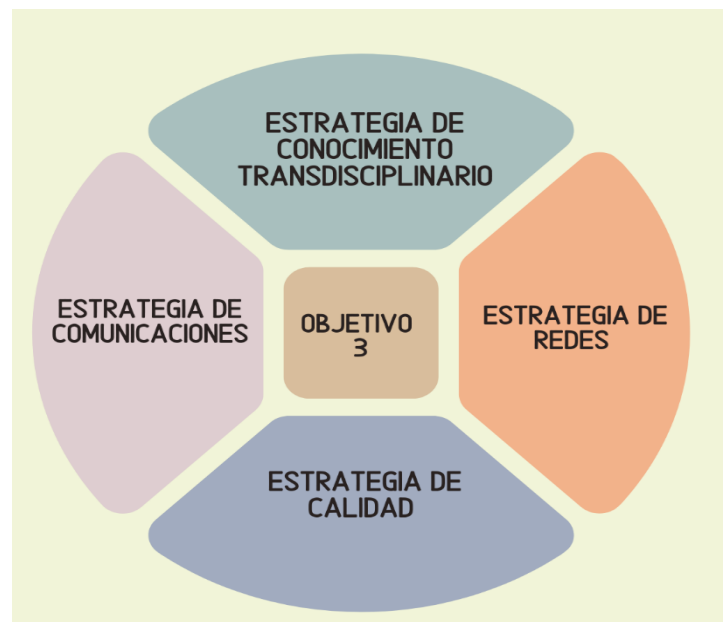 ESTRATEGIA DE
CONOCIMIENTO
TRANSDISCIPLINARIO
ESTRATEGIA DE
COMUNICACIONES
OBJETIVO
3
ESTRATEGIA DE
REDES
ESTRATEGIA DE
CALIDAD